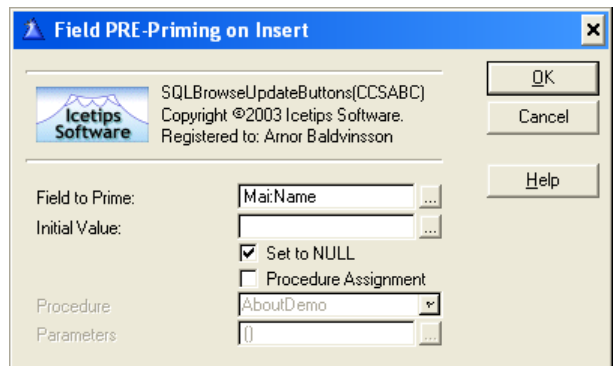 Field PRE-Priming on Insert
Icetips
Software
SQLBrowseUpdateButtons(CCSABC)
Copyright ©2003 Icetips Software.
Registered to: Arnor Baldvinsson
OK
Cancel
Help
Field to Prime: Mai:Name ...
Initial Value: ...
Set to NULL
Procedure Assignment
Procedure AboutDemo
Parameters () ...